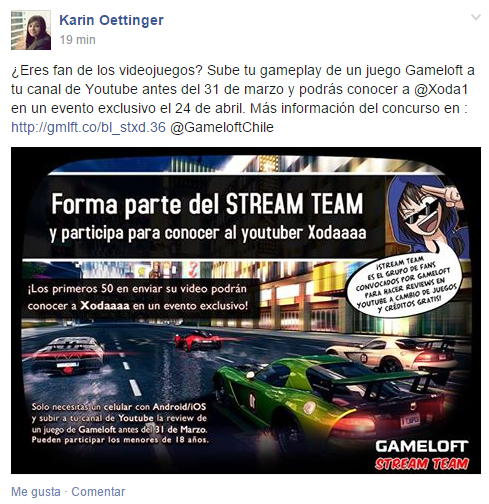 Karin Oettinger
19 min
¿Eres fan de los videojuegos? Sube tu gameplay de un juego Gameloft a
tu canal de Youtube antes del 31 de marzo y podrás conocer a @Xoda1
en un evento exclusivo el 24 de abril. Más información del concurso en :
http://gmlft.co/bl_stxd.36 @GameloftChile
Forma parte del STREAM TEAM
y participa para conocer al youtuber Xodaaaa
¡Los primeros 50 en enviar su video podrán
conocer a Xodaaaa en un evento exclusivo!
¡STREAM TEAM
ES EL GRUPO DE FANS
CONVOCADOS POR GAMELOFT
PARA HACER REVIEWS EN
YOUTUBE A CAMBIO DE JUEGOS
Y CRÉDITOS GRATIS!
Solo necesitas un celular con Android/iOS
y subir a tu canal de Youtube la review de
un juego de Gameloft antes del 31 de Marzo.
Pueden participar los menores de 18 años.
GAMELOFT
STREAM TEAM
Me gusta · Comentar